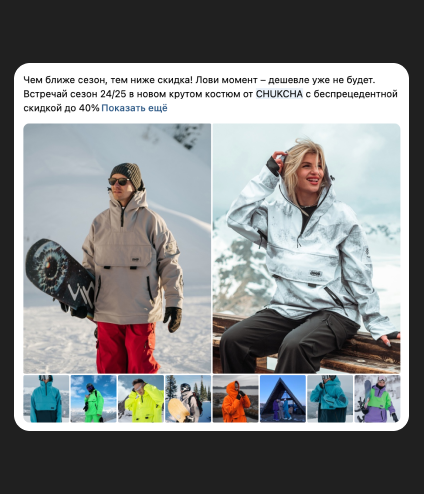 Чем ближе сезон, тем ниже скидка! Лови момент – дешевле уже не будет.
Встречай сезон 24/25 в новом крутом костюм от CHUKCHA с беспрецедентной
скидкой до 40% Показать ещё